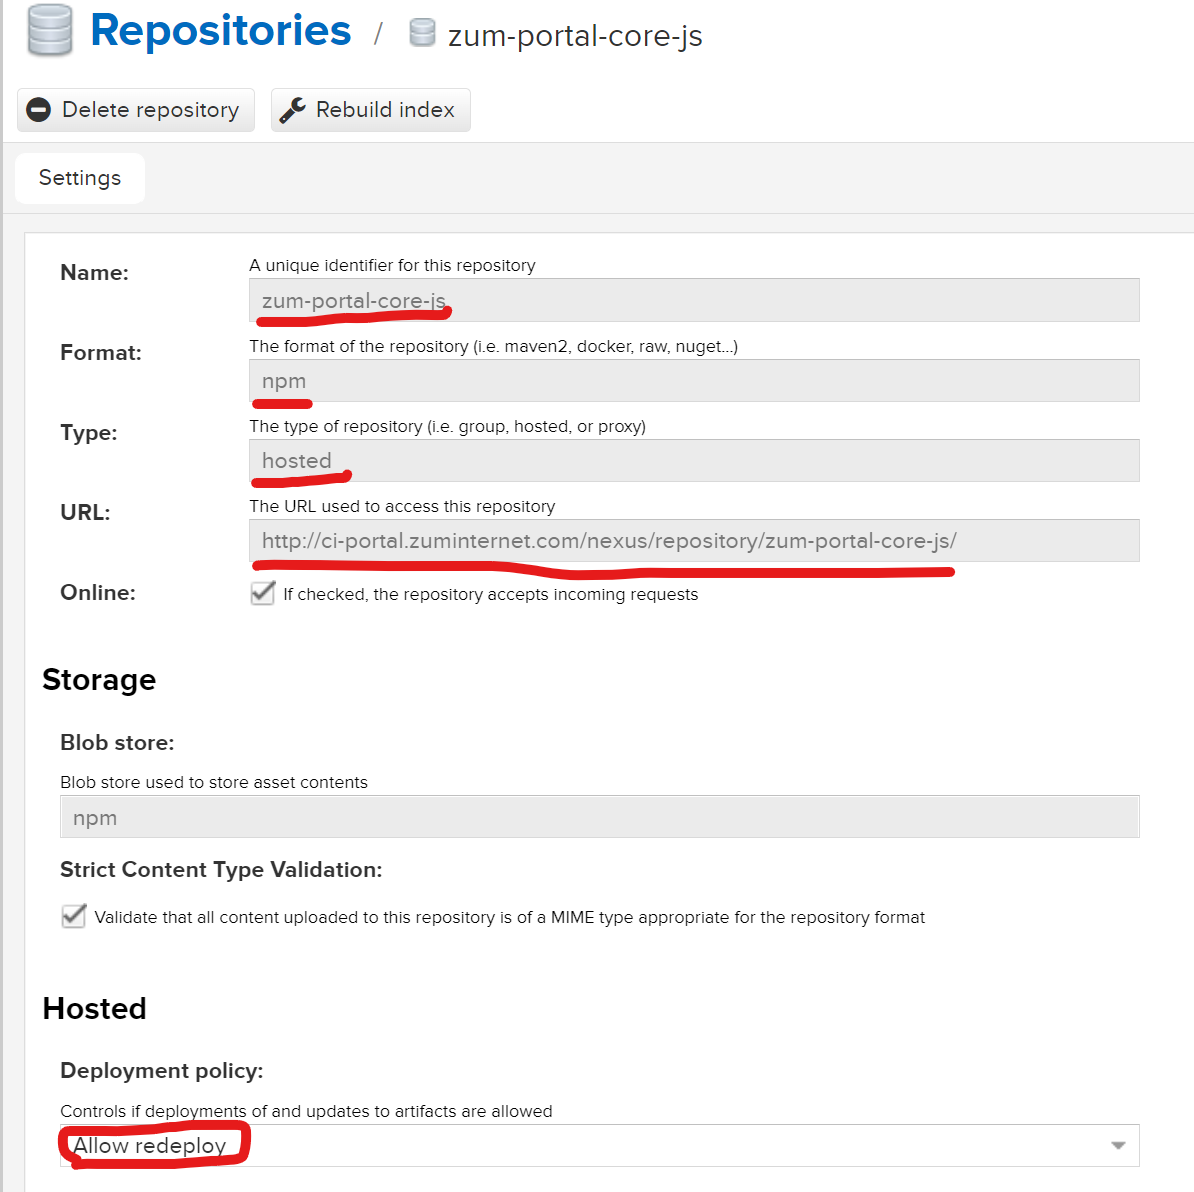 Repositories / zum-portal-core-js
Delete repository Rebuild index
Settings
Name: A unique identifier for this repository
zum-portal-core-js
Format: The format of the repository (i.e. maven2, docker, raw, nuget...)
npm
Type: The type of repository (i.e. group, hosted, or proxy)
hosted
URL: The URL used to access this repository
http://ci-portal.zuminternet.com/nexus/repository/zum-portal-core-js/
Online: If checked, the repository accepts incoming requests
Storage
Blob store:
Blob store used to store asset contents
npm
Strict Content Type Validation:
Validate that all content uploaded to this repository is of a MIME type appropriate for the repository format
Hosted
Deployment policy:
Controls if deployments of and updates to artifacts are allowed
Allow redeploy